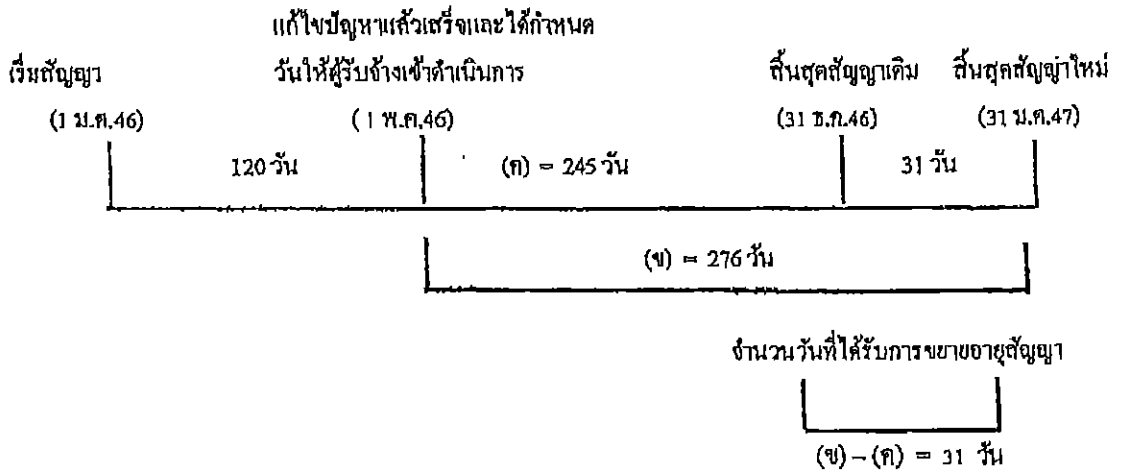 แก้ไขปัญหาแล้วเสร็จและได้กำหนด
เริ่มสัญญา วันให้ผู้รับจ้างเข้าดำเนินการ สิ้นสุดสัญญาเดิม สิ้นสุดสัญญาใหม่
(1 ม.ค.46) (1 พ.ค.46) (31 ธ.ค.46) (31 ม.ค.47)
120 วัน (ค) = 245 วัน 31 วัน
(ข) = 276 วัน
จำนวนวันที่ได้รับการขยายอายุสัญญา
(ข) – (ค) = 31 วัน